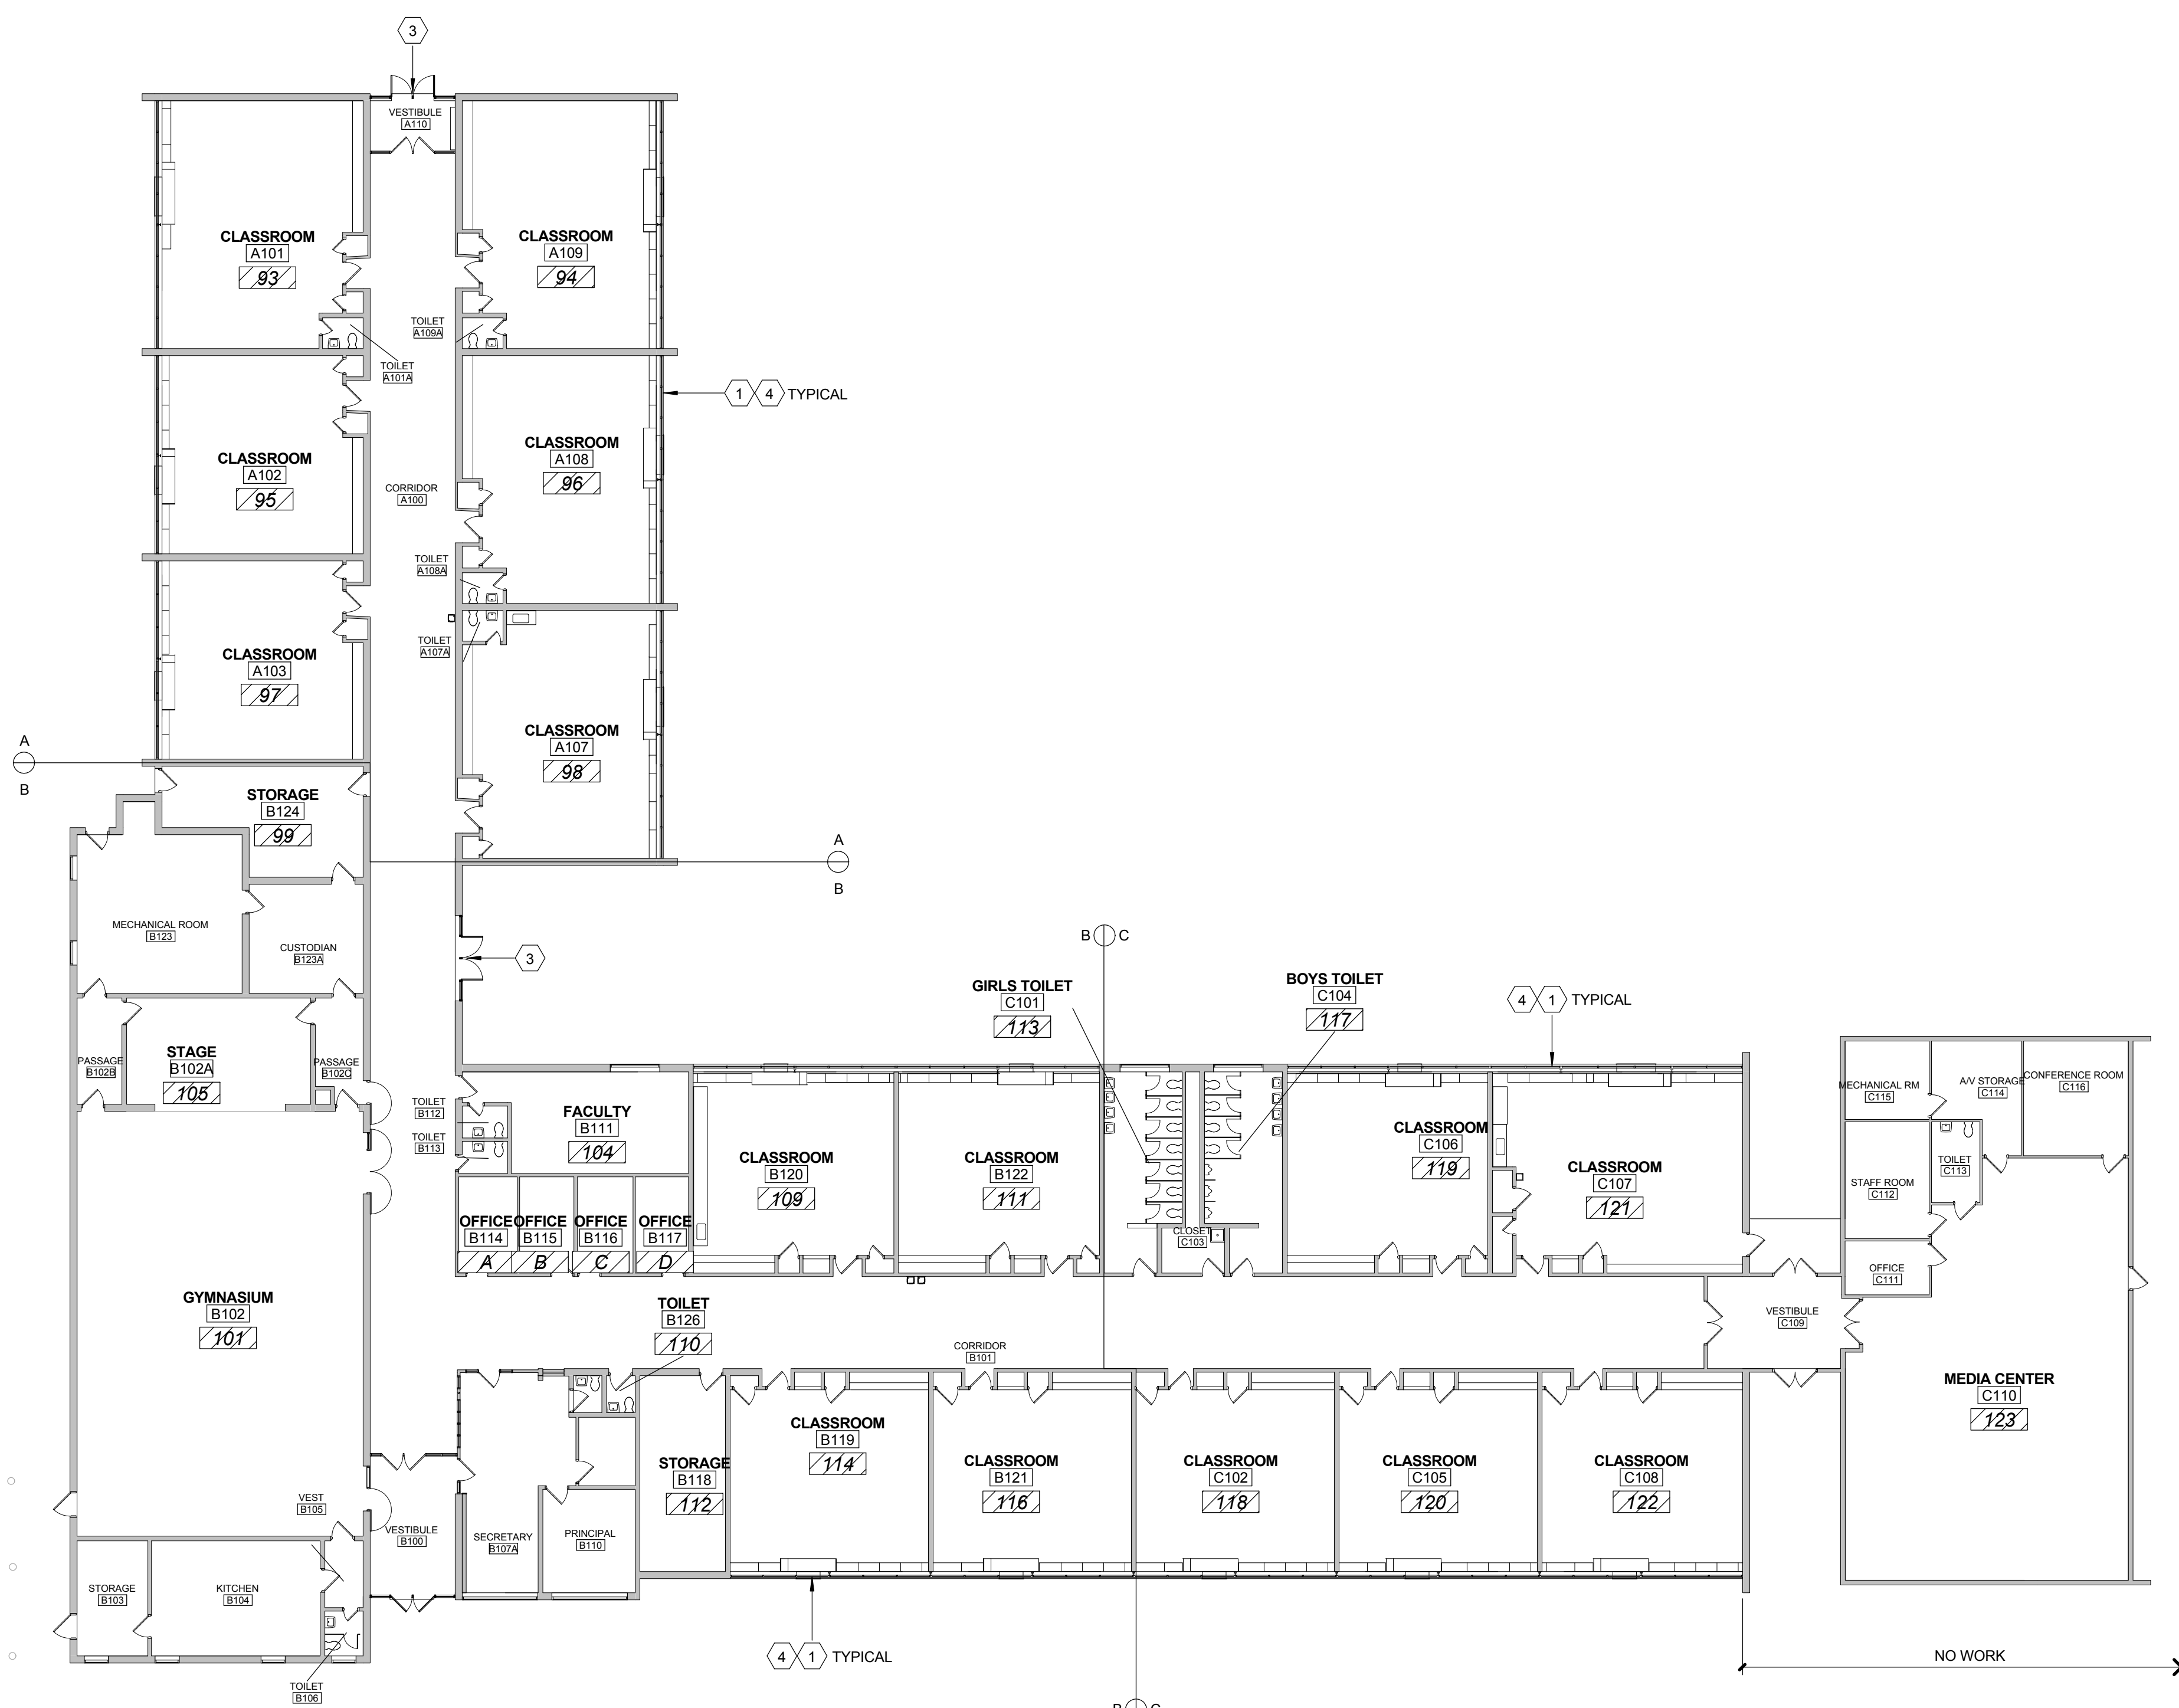 3
VESTIBULE
A110
CLASSROOM
A101
93
CLASSROOM
A109
94
TOILET
A109A
TOILET
A101A
1 4 TYPICAL
CLASSROOM
A102
95
CLASSROOM
A108
96
CORRIDOR
A100
TOILET
A108A
TOILET
A107A
CLASSROOM
A103
97
CLASSROOM
A107
98
A
B
STORAGE
B124
99
A
B
MECHANICAL ROOM
B123
CUSTODIAN
B123A
3
B C
GIRLS TOILET
C101
113
BOYS TOILET
C104
117
4 1 TYPICAL
PASSAGE
B102B
STAGE
B102A
105
PASSAGE
B102C
TOILET
B112
TOILET
B113
FACULTY
B111
104
CLASSROOM
B120
109
CLASSROOM
B122
111
CLASSROOM
C106
119
CLASSROOM
C107
121
MECHANICAL RM
C115
A/V STORAGE
C114
CONFERENCE ROOM
C116
TOILET
C113
STAFF ROOM
C112
OFFICE
C111
OFFICE
B114
A
OFFICE
B115
B
OFFICE
B116
C
OFFICE
B117
D
CLOSET
C103
GYMNASIUM
B102
101
TOILET
B126
110
CORRIDOR
B101
VESTIBULE
C109
MEDIA CENTER
C110
123
CLASSROOM
B119
114
STORAGE
B118
112
CLASSROOM
B121
116
CLASSROOM
C102
118
CLASSROOM
C105
120
CLASSROOM
C108
122
VEST
B105
VESTIBULE
B100
SECRETARY
B107A
PRINCIPAL
B110
STORAGE
B103
KITCHEN
B104
TOILET
B106
4 1 TYPICAL
NO WORK
B C